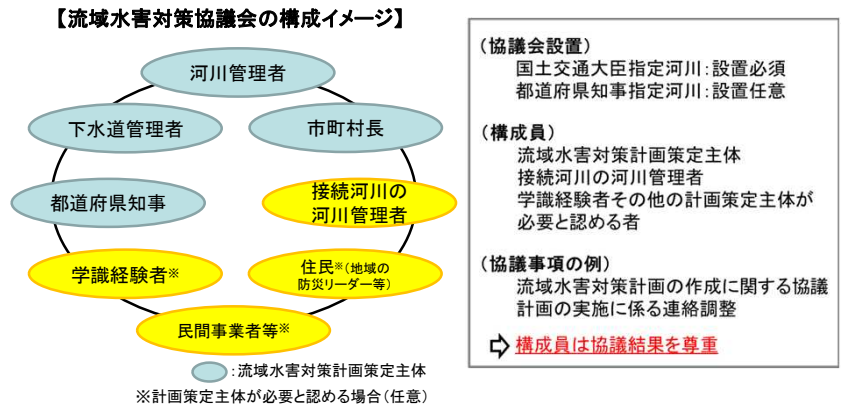 【流域水害対策協議会の構成イメージ】
河川管理者
下水道管理者
市町村長
都道府県知事
接続河川の
河川管理者
学識経験者※
住民※(地域の
防災リーダー等)
民間事業者等※
:流域水害対策計画策定主体
※計画策定主体が必要と認める場合(任意)
(協議会設置)
国土交通大臣指定河川:設置必須
都道府県知事指定河川:設置任意
(構成員)
流域水害対策計画策定主体
接続河川の河川管理者
学識経験者その他の計画策定主体が
必要と認める者
(協議事項の例)
流域水害対策計画の作成に関する協議
計画の実施に係る連絡調整
⇨ 構成員は協議結果を尊重